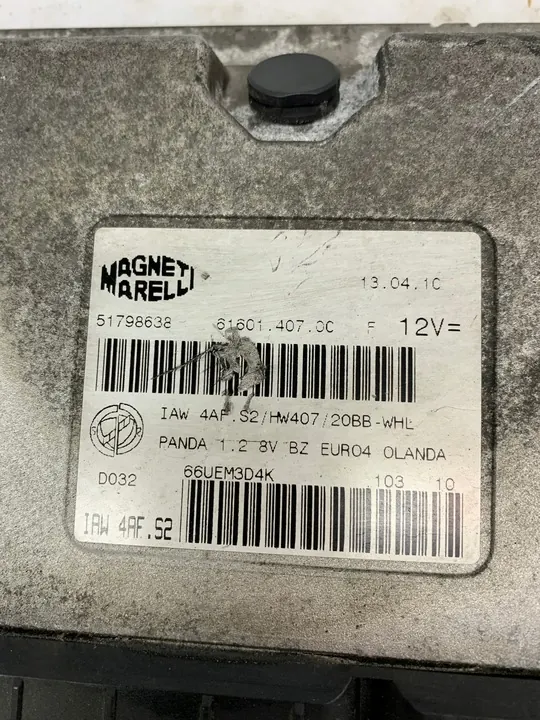 MAGNETI
MARELLI
13.04.10
51798638 61601.407.00 F 12V=
IAW 4AF.S2/HW407/20BB-WHL
PANDA 1.2 8V BZ EURO4 OLANDA
D032 66UEM3D4K 103 10
IAW 4AF.S2